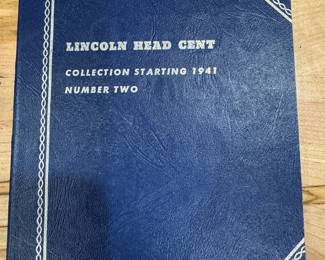 LINCOLN HEAD CENT
COLLECTION STARTING 1941
NUMBER TWO